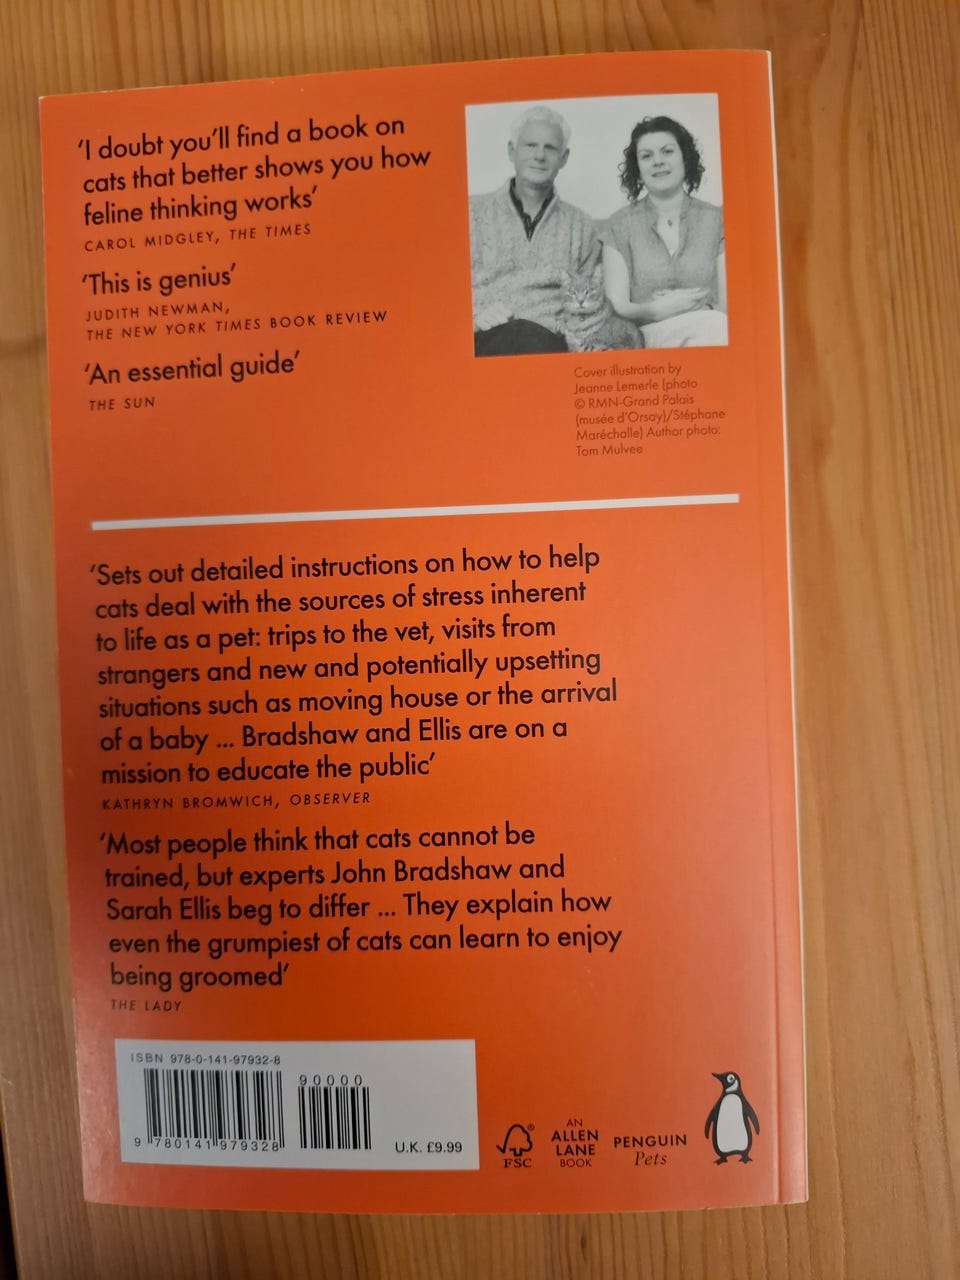 ‘I doubt you’ll find a book on
cats that better shows you how
feline thinking works’
CAROL MIDGLEY, THE TIMES
‘This is genius’
JUDITH NEWMAN,
THE NEW YORK TIMES BOOK REVIEW
‘An essential guide’
THE SUN
Cover illustration by
Jeanne Lemerle (photo
© RMN-Grand Palais
(musée d’Orsay)/Stéphane
Maréchalle) Author photo:
Tom Mulvee
‘Sets out detailed instructions on how to help
cats deal with the sources of stress inherent
to life as a pet: trips to the vet, visits from
strangers and new and potentially upsetting
situations such as moving house or the arrival
of a baby ... Bradshaw and Ellis are on a
mission to educate the public’
KATHRYN BROMWICH, OBSERVER
‘Most people think that cats cannot be
trained, but experts John Bradshaw and
Sarah Ellis beg to differ ... They explain how
even the grumpiest of cats can learn to enjoy
being groomed’
THE LADY
ISBN 978-0-141-97932-8
90000
9 780141 979328
U.K. £9.99
®
FSC
AN
ALLEN
LANE
BOOK
PENGUIN
Pets